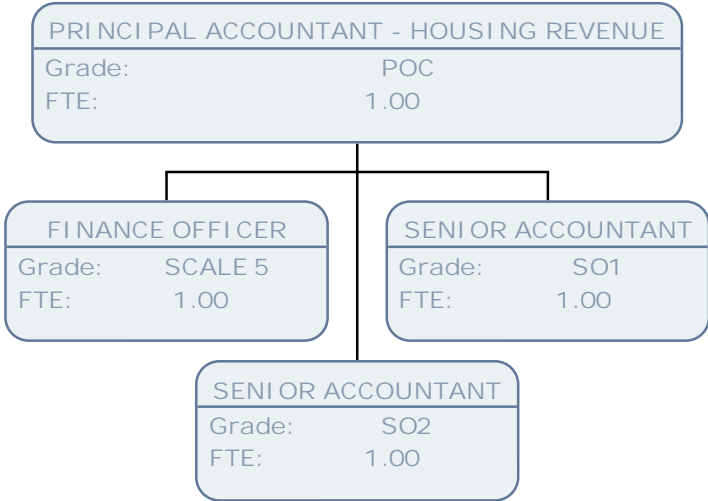 PRINCIPAL ACCOUNTANT - HOUSING REVENUE
Grade: POC
FTE: 1.00
FINANCE OFFICER
Grade: SCALE 5
FTE: 1.00
SENIOR ACCOUNTANT
Grade: SO1
FTE: 1.00
SENIOR ACCOUNTANT
Grade: SO2
FTE: 1.00